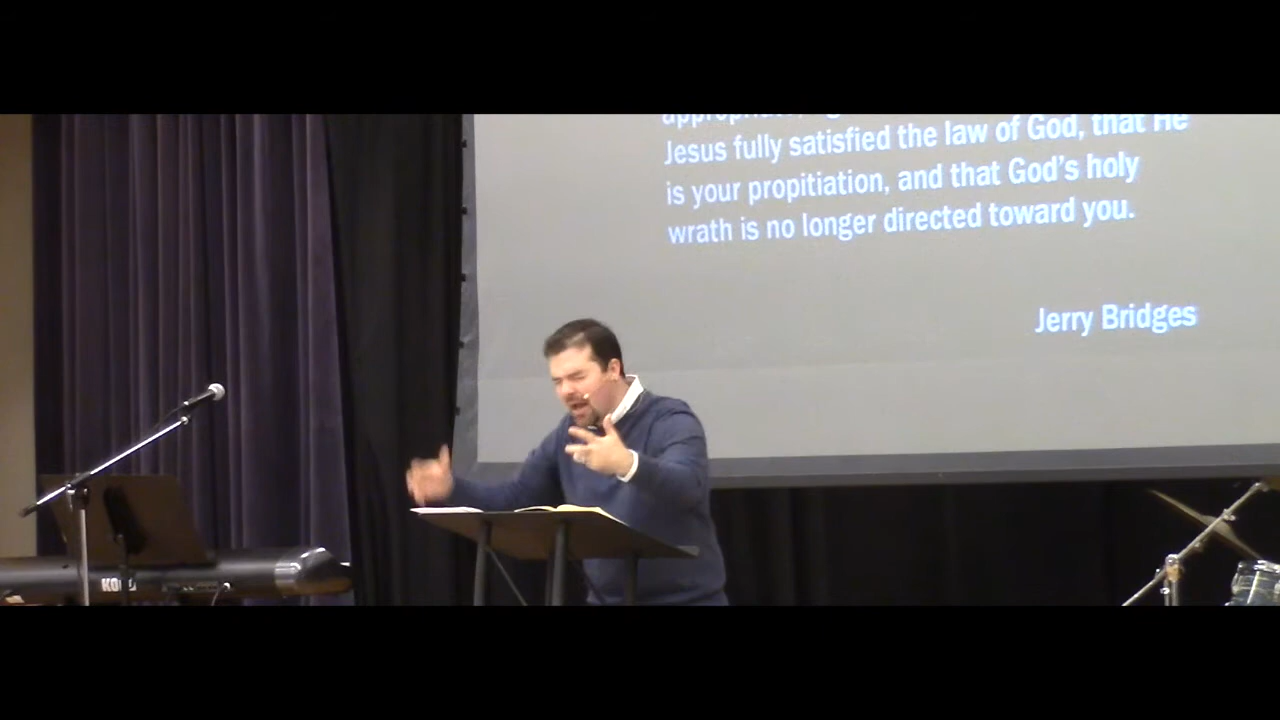 Jesus fully satisfied the law of God, that He
is your propitiation, and that God's holy
wrath is no longer directed toward you.
Jerry Bridges
KORG